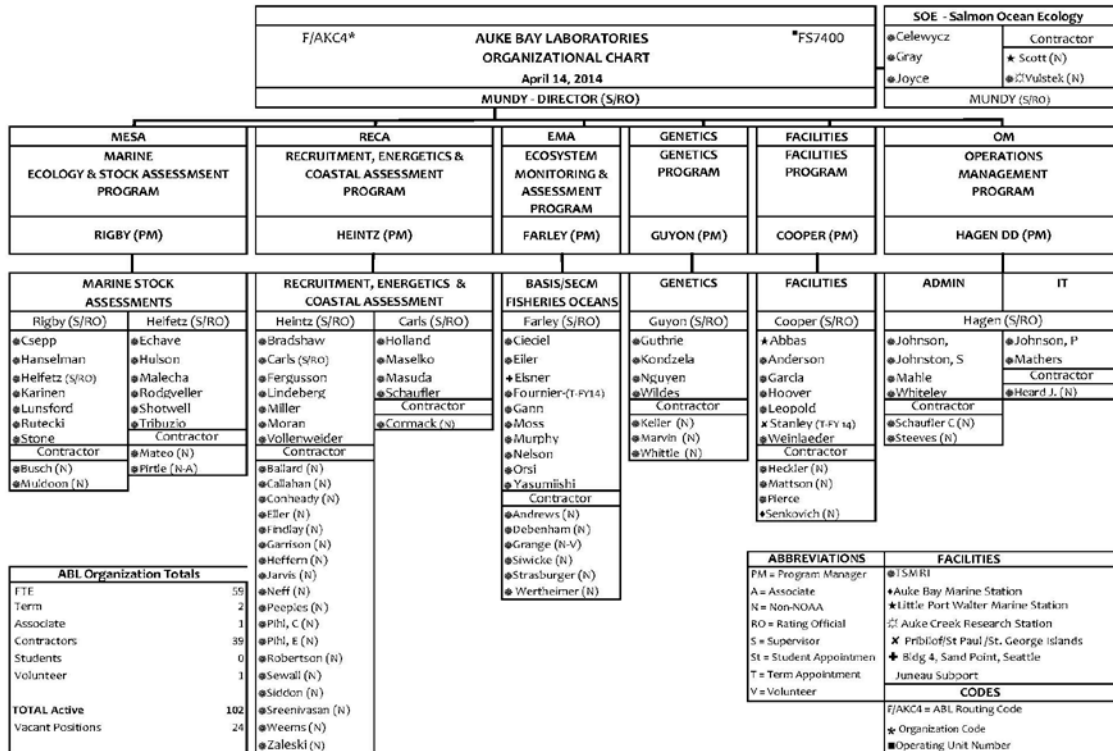 F/AKC4*
AUKE BAY LABORATORIES
■FS7400
ORGANIZATIONAL CHART
April 14, 2014
MUNDY - DIRECTOR (S/RO)
SOE - Salmon Ocean Ecology
●Celewycz
●Gray
●Joyce
Contractor
★ Scott (N)
●☼Vulstek (N)
MUNDY (S/RO)
MESA
MARINE
ECOLOGY & STOCK ASSESSMSENT
PROGRAM
RIGBY (PM)
RECA
RECRUITMENT, ENERGETICS &
COASTAL ASSESSMENT
PROGRAM
HEINTZ (PM)
EMA
ECOSYSTEM
MONITORING &
ASSESSMENT
PROGRAM
FARLEY (PM)
GENETICS
GENETICS
PROGRAM
GUYON (PM)
FACILITIES
FACILITIES
PROGRAM
COOPER (PM)
OM
OPERATIONS
MANAGEMENT
PROGRAM
HAGEN DD (PM)
MARINE STOCK
ASSESSMENTS
Rigby (S/RO)
●Csepp
●Hanselman
●Heifetz (S/RO)
●Karinen
●Lunsford
●Rutecki
●Stone
Contractor
●Busch (N)
●Muldoon (N)
Heifetz (S/RO)
●Echave
●Hulson
●Malecha
●Rodgveller
●Shotwell
●Tribuzio
Contractor
●Mateo (N)
●Pirtle (N-A)
RECRUITMENT, ENERGETICS &
COASTAL ASSESSMENT
Heintz (S/RO)
●Bradshaw
●Carls (S/RO)
●Fergusson
●Lindeberg
●Miller
●Moran
●Vollenweider
Contractor
●Ballard (N)
●Callahan (N)
●Conheady (N)
●Eller (N)
●Findlay (N)
●Garrison (N)
●Heffern (N)
●Jarvis (N)
●Neff (N)
●Peeples (N)
●Pihl, C (N)
●Pihl, E (N)
●Robertson (N)
●Sewall (N)
●Siddon (N)
●Sreenivasan (N)
●Weems (N)
●Zaleski (N)
Carls (S/RO)
●Holland
●Maselko
●Masuda
●Schaufler
Contractor
●Cormack (N)
BASIS/SECM
FISHERIES OCEANS
Farley (S/RO)
●Cieciel
●Eiler
✚Eisner
●Fournier-(T-FY14)
●Gann
●Moss
●Murphy
●Nelson
●Orsi
●Yasumiishi
Contractor
●Andrews (N)
●Debenham (N)
●Grange (N-V)
●Siwicke (N)
●Strasburger (N)
●Wertheimer (N)
GENETICS
Guyon (S/RO)
●Guthrie
●Kondzela
●Nguyen
●Wildes
Contractor
●Keller (N)
●Marvin (N)
●Whittle (N)
FACILITIES
Cooper (S/RO)
★Abbas
●Anderson
●Garcia
●Hoover
●Leopold
✘Stanley (T-FY 14)
●Weinlaeder
Contractor
●Heckler (N)
●Mattson (N)
●Pierce
♦Senkovich (N)
ADMIN
IT
Hagen (S/RO)
●Johnson,
●Johnston, S
●Mahle
●Whiteley
Contractor
●Schaufler C(N)
●Steeves (N)
●Johnson, P
●Mathers
Contractor
●Heard J. (N)
ABL Organization Totals
FTE 59
Term 2
Associate 1
Contractors 39
Students 0
Volunteer 1
TOTAL Active 102
Vacant Positions 24
ABBREVIATIONS
PM = Program Manager
A = Associate
N = Non-NOAA
RO = Rating Official
S = Supervisor
St = Student Appointmen
T = Term Appointment
V = Volunteer
FACILITIES
●TSMRI
♦Auke Bay Marine Station
★Little Port Walter Marine Station
☼ Auke Creek Research Station
✘ Pribilof/St Paul /St. George Islands
✚ Bldg 4, Sand Point, Seattle
Juneau Support
CODES
F/AKC4 = ABL Routing Code
* Organization Code
■Operating Unit Number